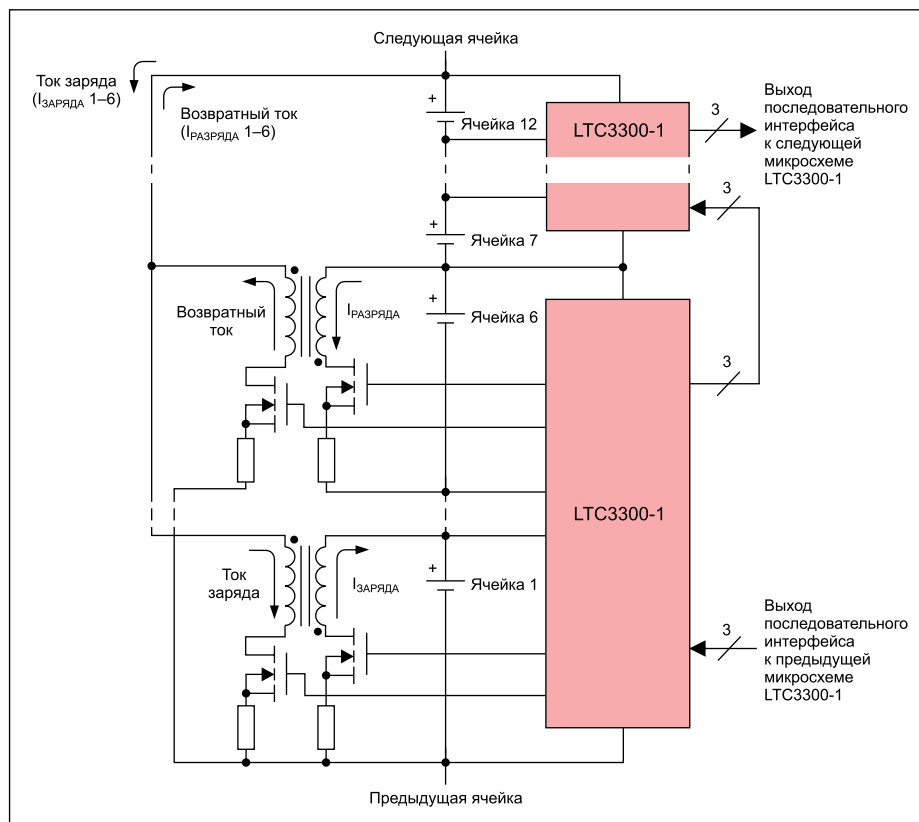 Следующая ячейка
Ток заряда
(IЗАРЯДА 1–6)
Возвратный ток
(IРАЗРЯДА 1–6)
+
Ячейка 12
LTC3300-1
3
Выход
последовательного
интерфейса
к следующей
микросхеме
LTC3300-1
3
+
Ячейка 7
Возвратный
ток
IРАЗРЯДА
+
Ячейка 6
3
LTC3300-1
Ток
заряда
IЗАРЯДА
+
Ячейка 1
3
Выход
последовательного
интерфейса
к предыдущей
микросхеме
LTC3300-1
Предыдущая ячейка